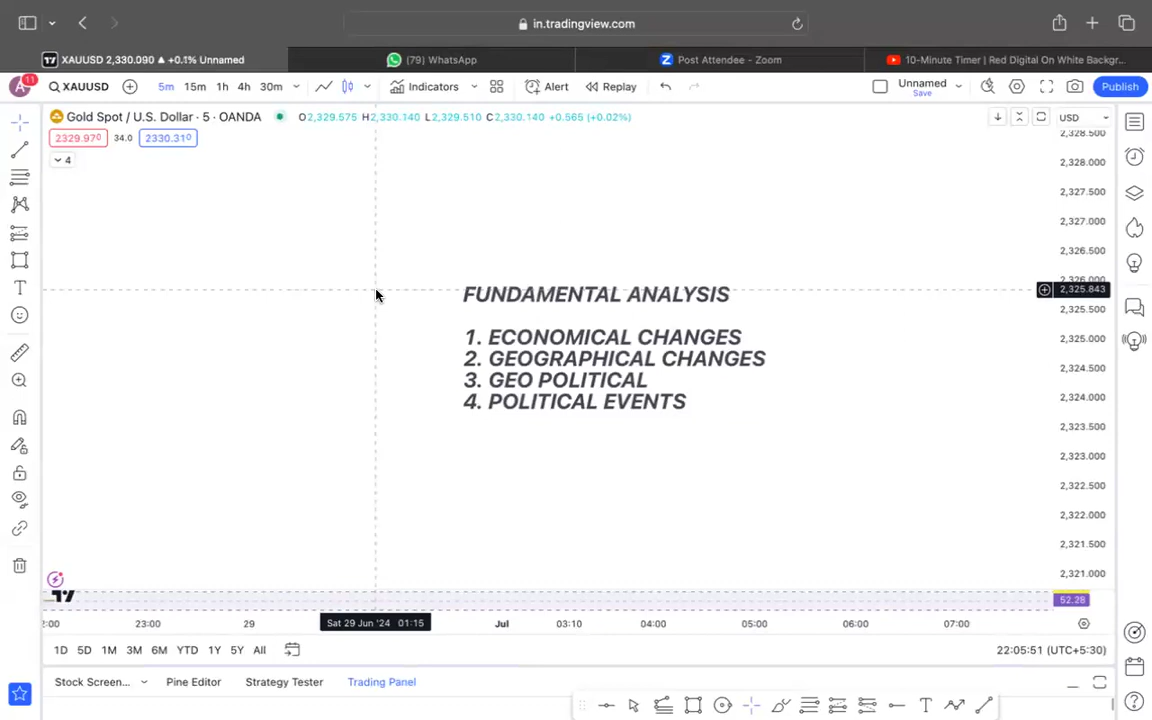 in.tradingview.com
XAUUSD 2,330.090 ▲ +0.1% Unnamed
(79) WhatsApp
Post Attendee - Zoom
10-Minute Timer | Red Digital On White Backgr...
A 11
XAUUSD
5m 15m 1h 4h 30m
Indicators
Alert
Replay
Unnamed
Save
Publish
Gold Spot / U.S. Dollar · 5 · OANDA
O2,329.575 H2,330.140 L2,329.510 C2,330.140 +0.565 (+0.02%)
USD
2329.970 34.0 2330.310
4
2,328.500
2,328.000
2,327.500
2,327.000
2,326.500
2,326.000
2,325.843
2,325.500
2,325.000
2,324.500
2,324.000
2,323.500
2,323.000
2,322.500
2,322.000
2,321.500
2,321.000
52.28
FUNDAMENTAL ANALYSIS
1. ECONOMICAL CHANGES
2. GEOGRAPHICAL CHANGES
3. GEO POLITICAL
4. POLITICAL EVENTS
2:00 23:00 29 Sat 29 Jun '24 01:15 Jul 03:10 04:00 05:00 06:00 07:00
1D 5D 1M 3M 6M YTD 1Y 5Y All
22:05:51 (UTC+5:30)
Stock Screen... Pine Editor Strategy Tester Trading Panel